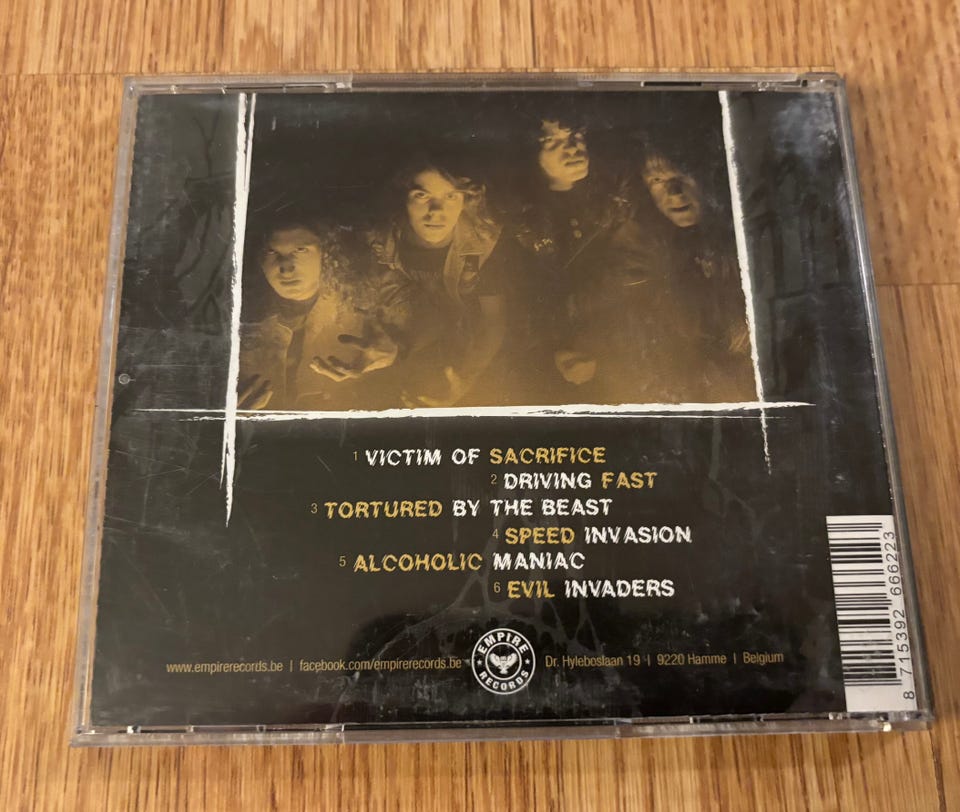 1 VICTIM OF SACRIFICE
2 DRIVING FAST
3 TORTURED BY THE BEAST
4 SPEED INVASION
5 ALCOHOLIC MANIAC
6 EVIL INVADERS
www.empirerecords.be | facebook.com/empirerecords.be
EMPIRE RECORDS
Dr. Hyleboslaan 19 | 9220 Hamme | Belgium
8 715392 666223